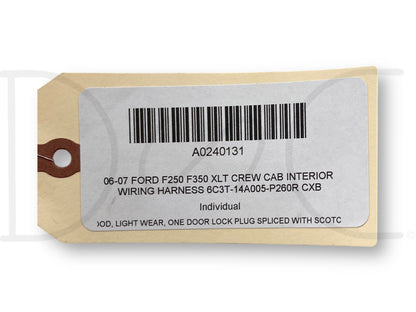 A0240131
06-07 FORD F250 F350 XLT CREW CAB INTERIOR
WIRING HARNESS 6C3T-14A005-P260R CXB
Individual
OOD, LIGHT WEAR, ONE DOOR LOCK PLUG SPLICED WITH SCOTC